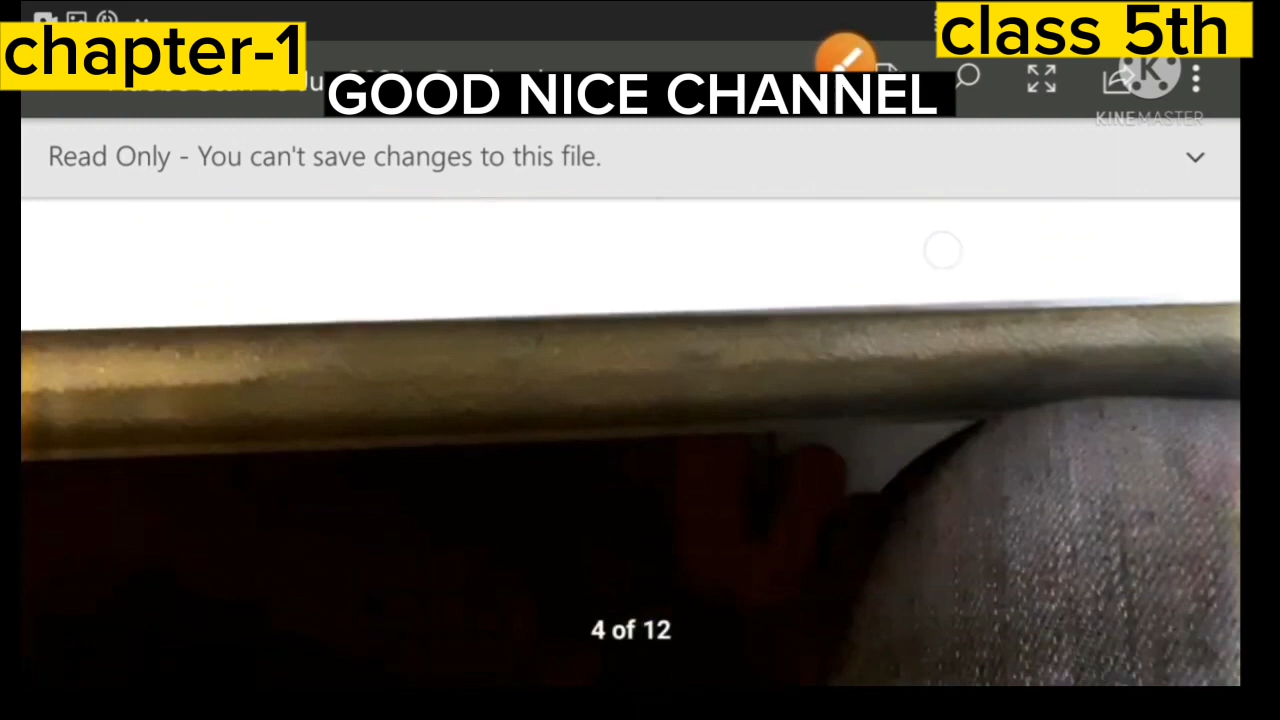 chapter-1
class 5th
GOOD NICE CHANNEL
K
KINEMASTER
Read Only - You can't save changes to this file.
4 of 12